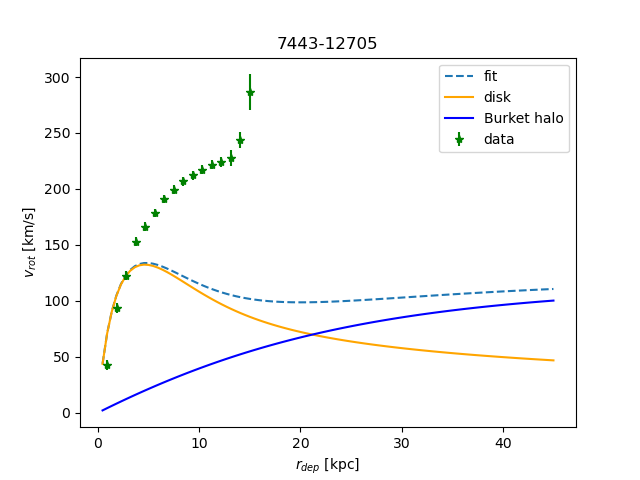 7443-12705
300
250
200
150
100
50
0
v_rot [km/s]
fit
disk
Burket halo
data
0 10 20 30 40
r_dep [kpc]